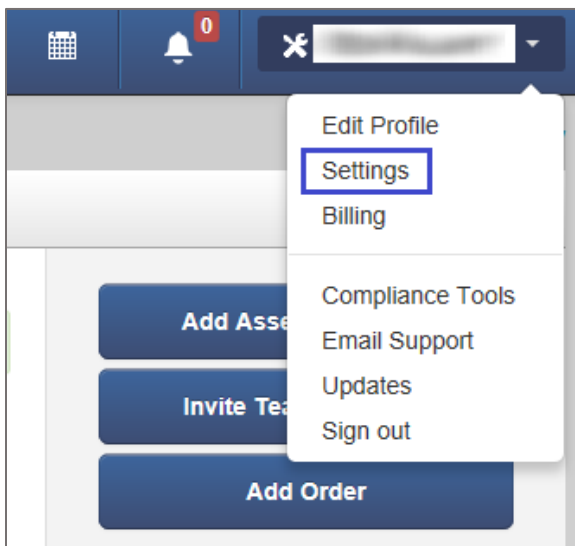 0
Edit Profile
Settings
Billing
Compliance Tools
Email Support
Updates
Sign out
Add Asse
Invite Tea
Add Order